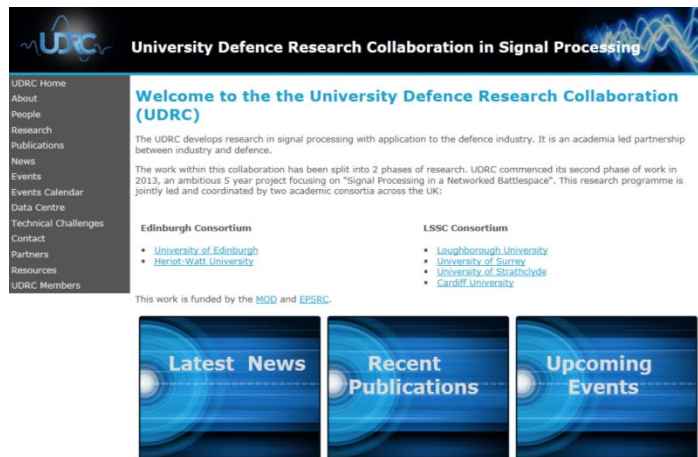 UDRC
University Defence Research Collaboration in Signal Processing
UDRC Home
About
People
Research
Publications
News
Events
Events Calendar
Data Centre
Technical Challenges
Contact
Partners
Resources
UDRC Members
Welcome to the the University Defence Research Collaboration
(UDRC)
The UDRC develops research in signal processing with application to the defence industry. It is an academia led partnership
between industry and defence.
The work within this collaboration has been split into 2 phases of research. UDRC commenced its second phase of work in
2013, an ambitious 5 year project focusing on "Signal Processing in a Networked Battlespace". This research programme is
jointly led and coordinated by two academic consortia across the UK:
Edinburgh Consortium
• University of Edinburgh
• Heriot-Watt University
LSSC Consortium
• Loughborough University
• University of Surrey
• University of Strathclyde
• Cardiff University
This work is funded by the MOD and EPSRC.
Latest News
Recent
Publications
Upcoming
Events